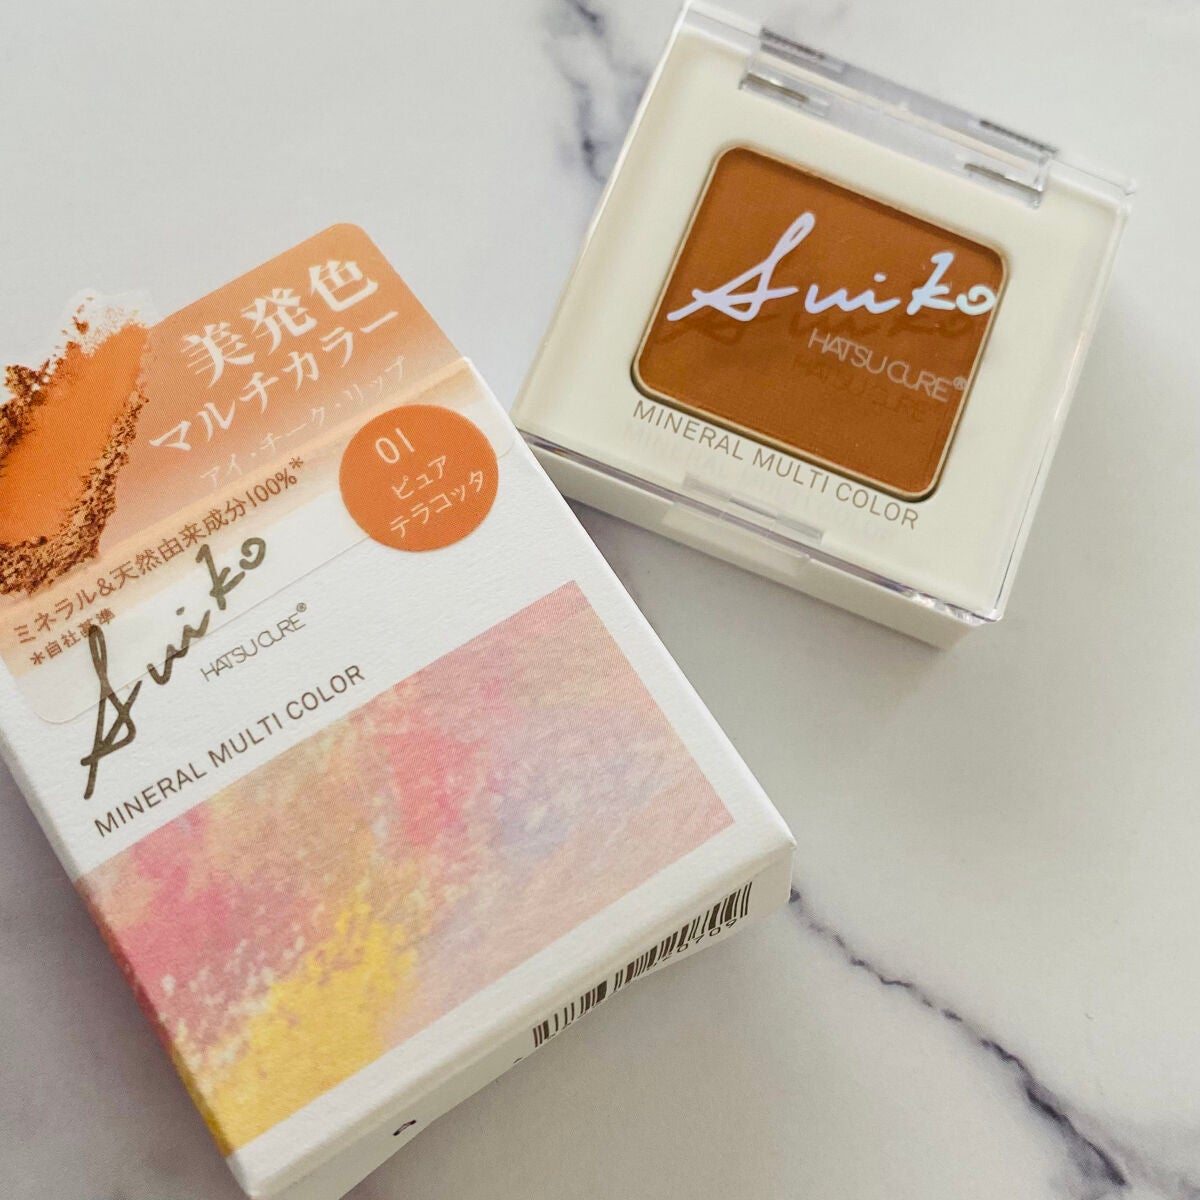 美発色
マルチカラー
アイ・チーク・リップ
01
ピュア
テラコッタ
ミネラル&天然由来成分100%*
*自社基準
Suiko
HATSU CURE®
MINERAL MULTI COLOR
Suiko
HATSU CURE®
MINERAL MULTI COLOR